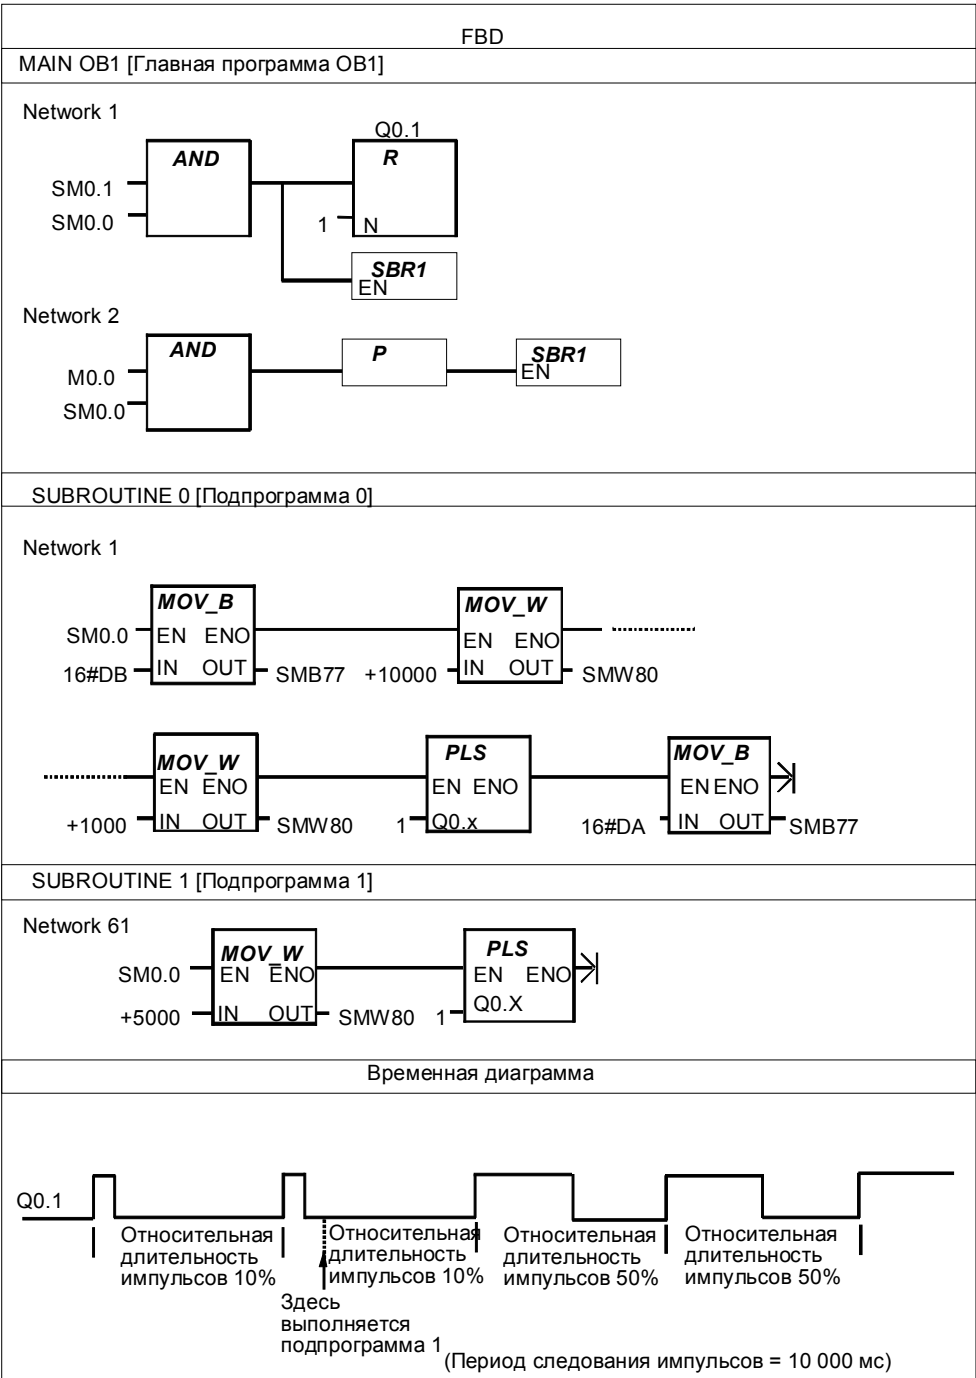 FBD
MAIN OB1 [Главная программа OB1]
Network 1
Q0.1
AND
R
SM0.1
SM0.0
1
N
SBR1
EN
Network 2
AND
P
SBR1
EN
M0.0
SM0.0
SUBROUTINE 0 [Подпрограмма 0]
Network 1
MOV_B
MOV_W
SM0.0
EN ENO
EN ENO
16#DB
IN OUT
SMB77
+10000
IN OUT
SMW80
MOV_W
PLS
MOV_B
EN ENO
EN ENO
EN ENO
+1000
IN OUT
SMW80
1
Q0.x
16#DA
IN OUT
SMB77
SUBROUTINE 1 [Подпрограмма 1]
Network 61
MOV_W
PLS
SM0.0
EN ENO
EN ENO
+5000
IN OUT
SMW80
1
Q0.X
Временная диаграмма
Q0.1
Относительная
длительность
импульсов 10%
Относительная
длительность
импульсов 10%
Относительная
длительность
импульсов 50%
Относительная
длительность
импульсов 50%
Здесь
выполняется
подпрограмма 1
(Период следования импульсов = 10 000 мс)